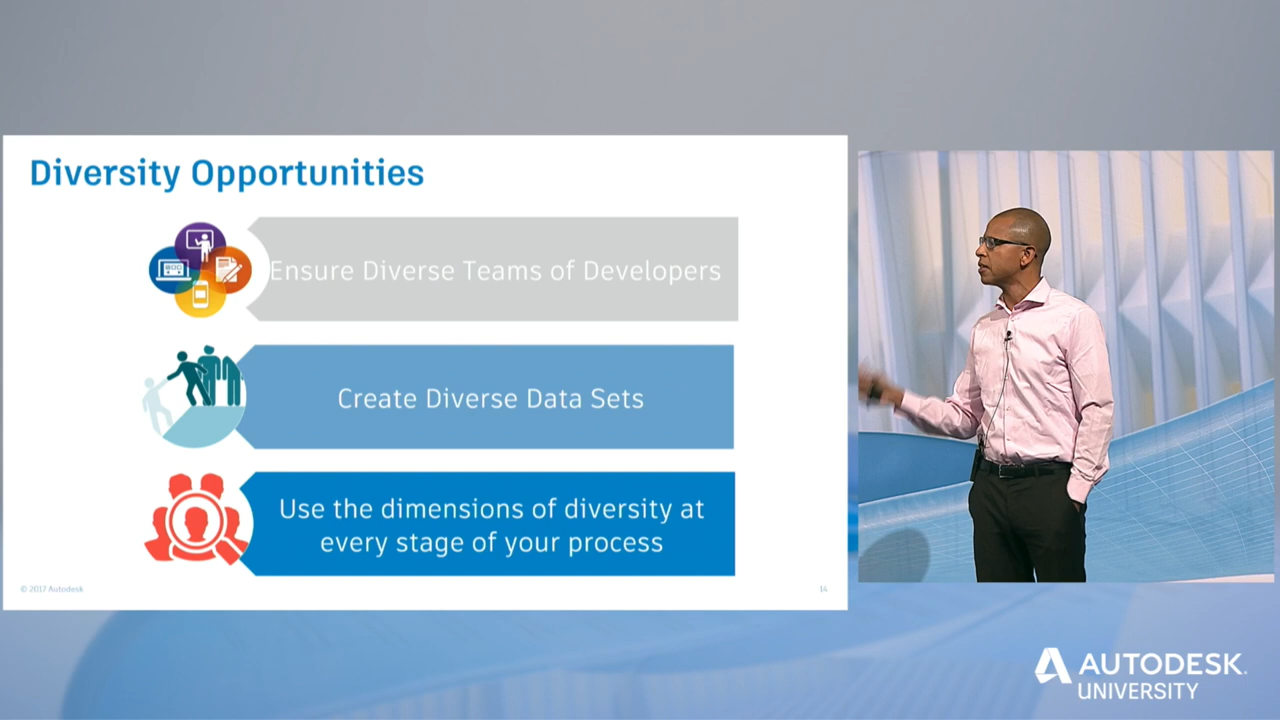 Diversity Opportunities
Ensure Diverse Teams of Developers
Create Diverse Data Sets
Use the dimensions of diversity at
every stage of your process
© 2017 Autodesk
14
AUTODESK.
UNIVERSITY